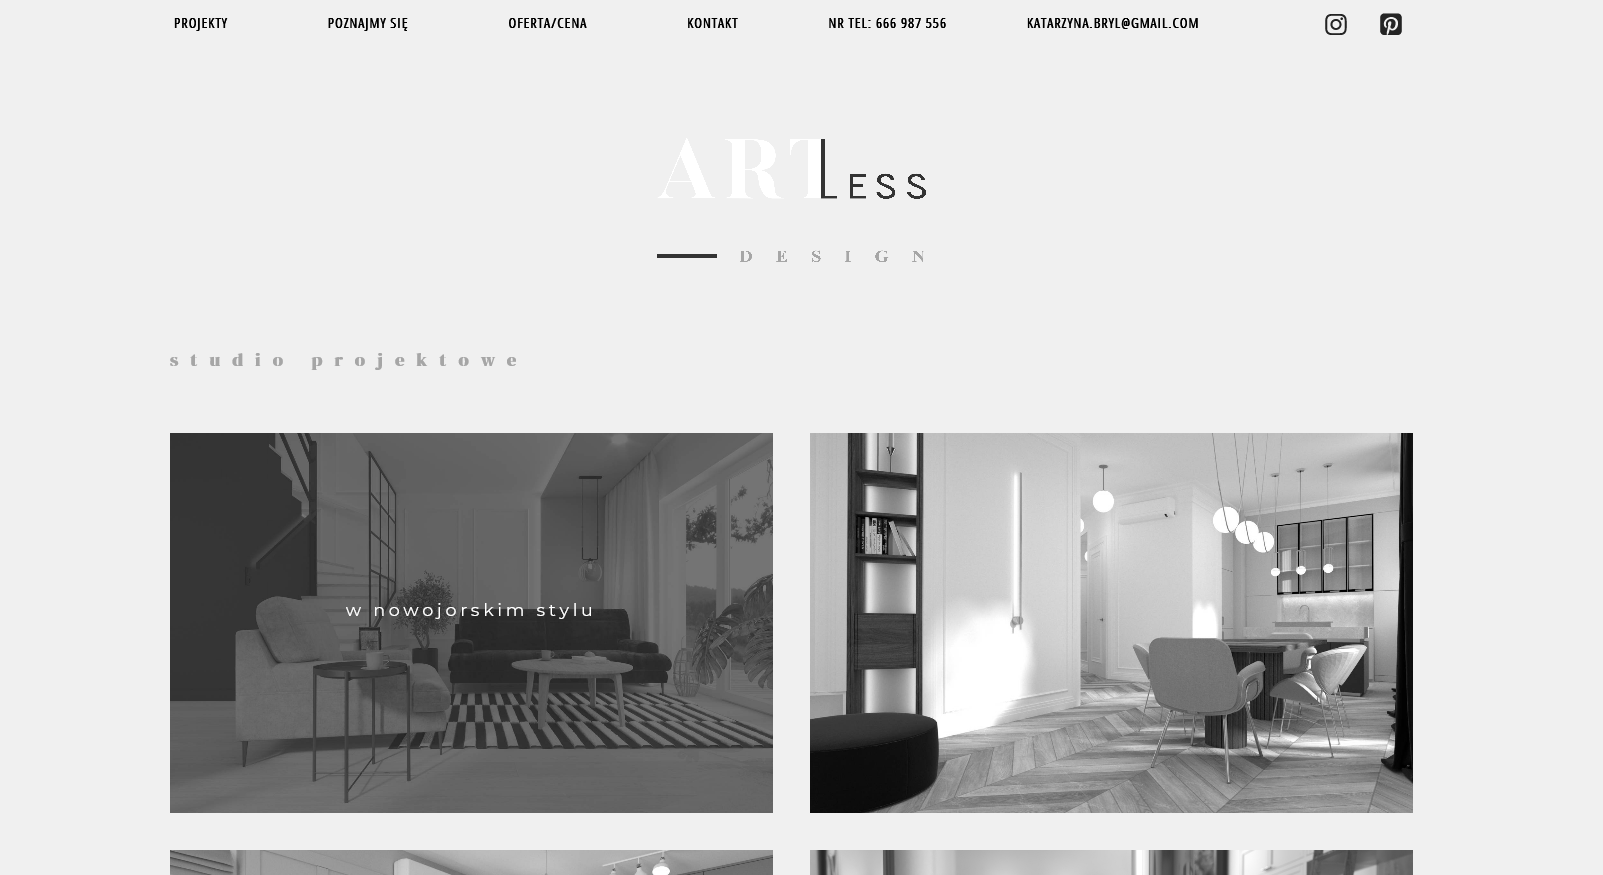 PROJEKTY POZNAJMY SIĘ OFERTA/CENA KONTAKT NR TEL: 666 987 556 KATARZYNA.BRYL@GMAIL.COM
ARTLESS
DESIGN
studio projektowe
w nowojorskim stylu